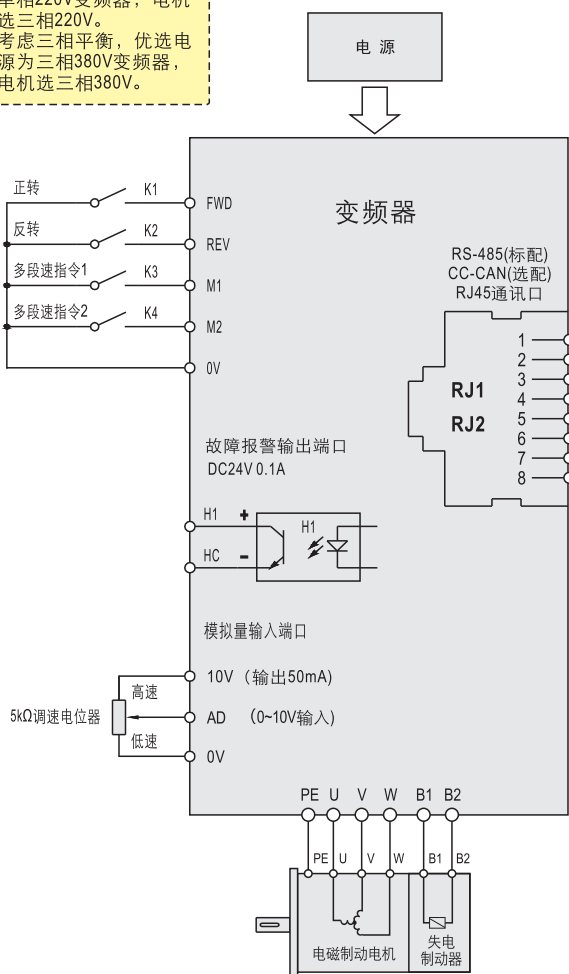 单相220V变频器，电机
选三相220V。
考虑三相平衡，优选电
源为三相380V变频器，
电机选三相380V。
电 源
变频器
正转
K1
FWD
反转
K2
REV
多段速指令1
K3
M1
多段速指令2
K4
M2
0V
RS-485(标配)
CC-CAN(选配)
RJ45通讯口
1
2
3
4
5
6
7
8
RJ1
RJ2
故障报警输出端口
DC24V 0.1A
H1 +
HC -
H1
模拟量输入端口
10V（输出50mA)
高速
5kΩ调速电位器
AD （0~10V输入)
低速
0V
PE U V W B1 B2
PE U V W B1 B2
电磁制动电机
失电
制动器